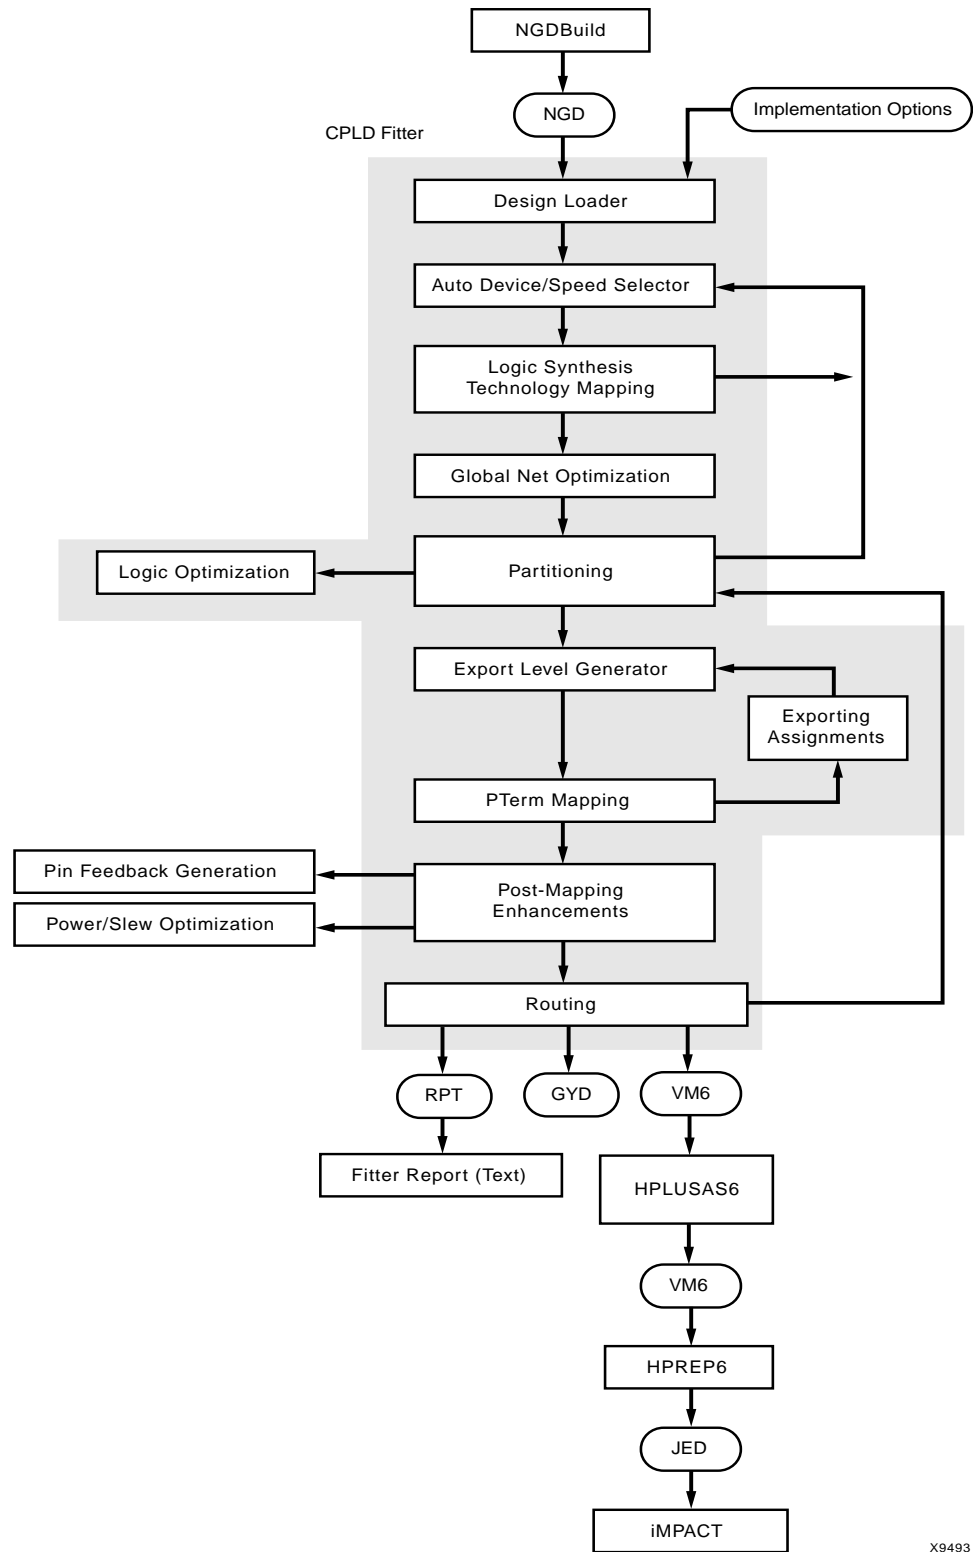 NGDBuild
NGD
Implementation Options
CPLD Fitter
Design Loader
Auto Device/Speed Selector
Logic Synthesis
Technology Mapping
Global Net Optimization
Logic Optimization
Partitioning
Export Level Generator
Exporting
Assignments
PTerm Mapping
Pin Feedback Generation
Post-Mapping
Enhancements
Power/Slew Optimization
Routing
RPT
GYD
VM6
Fitter Report (Text)
HPLUSAS6
VM6
HPREP6
JED
iMPACT
X9493